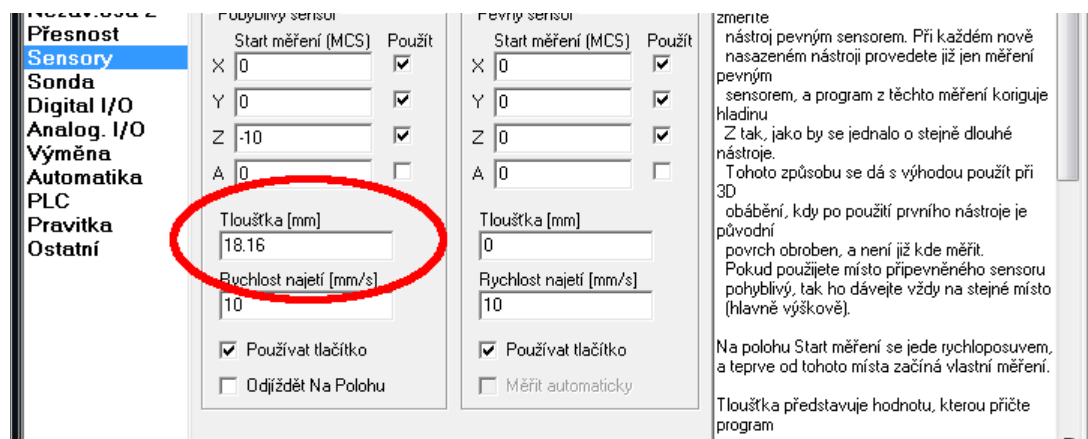 Nezáv.osa Z
Přesnost
Sensory
Sonda
Digital I/O
Analog. I/O
Výměna
Automatika
PLC
Pravitka
Ostatní
Pohyblivý sensor
Start měření (MCS) Použít
X 0
Y 0
Z -10
A 0
Tloušťka [mm]
18.16
Rychlost najetí [mm/s]
10
Používat tlačítko
Odjíždět Na Polohu
Pevný sensor
Start měření (MCS) Použít
X 0
Y 0
Z 0
A 0
Tloušťka [mm]
0
Rychlost najetí [mm/s]
10
Používat tlačítko
Měřit automaticky
změříte
nástroj pevným sensorem. Při každém nově
nasazeném nástroji provedete již jen měření
pevným
sensorem, a program z těchto měření koriguje
hladinu
Z tak, jako by se jednalo o stejně dlouhé
nástroje.
Tohoto způsobu se dá s výhodou použít při
3D
obábění, kdy po použití prvního nástroje je
původní
povrch obroben, a není již kde měřit.
Pokud použijete místo připevněného sensoru
pohyblivý, tak ho dávejte vždy na stejné místo
(hlavně výškově).
Na polohu Start měření se jede rychloposuvem,
a teprve od tohoto místa začíná vlastní měření.
Tloušťka představuje hodnotu, kterou přičte
program